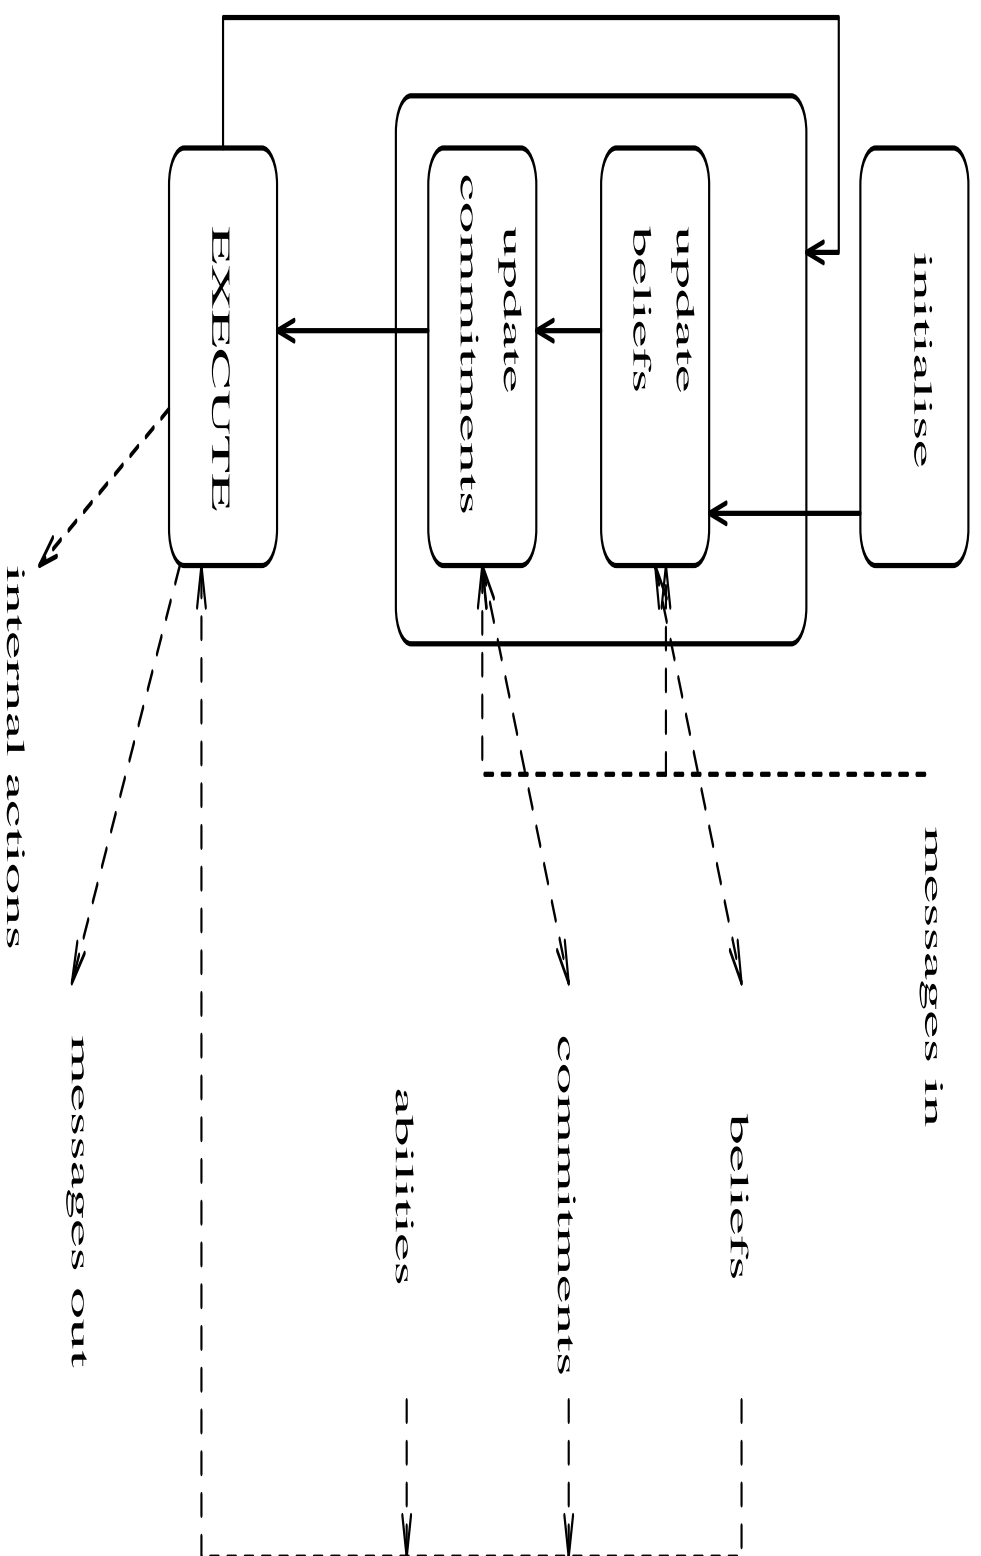 initialise
messages in
update
beliefs
beliefs
update
commitments
commitments
abilities
EXECUTE
messages out
internal actions